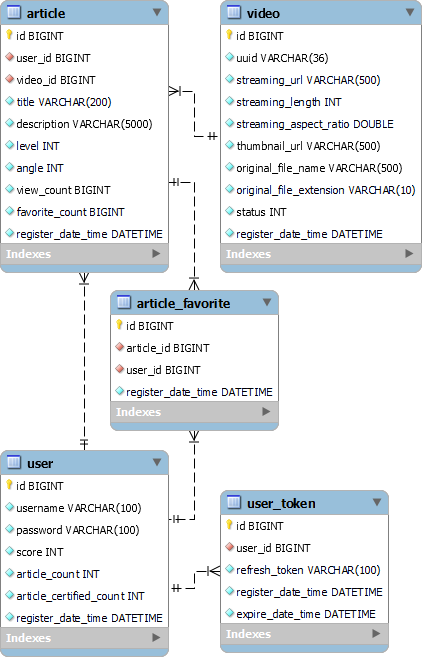 article
id BIGINT
user_id BIGINT
video_id BIGINT
title VARCHAR(200)
description VARCHAR(5000)
level INT
angle INT
view_count BIGINT
favorite_count BIGINT
register_date_time DATETIME
Indexes
video
id BIGINT
uuid VARCHAR(36)
streaming_url VARCHAR(500)
streaming_length INT
streaming_aspect_ratio DOUBLE
thumbnail_url VARCHAR(500)
original_file_name VARCHAR(500)
original_file_extension VARCHAR(10)
status INT
register_date_time DATETIME
Indexes
article_favorite
id BIGINT
article_id BIGINT
user_id BIGINT
register_date_time DATETIME
Indexes
user
id BIGINT
username VARCHAR(100)
password VARCHAR(100)
score INT
article_count INT
article_certified_count INT
register_date_time DATETIME
Indexes
user_token
id BIGINT
user_id BIGINT
refresh_token VARCHAR(100)
register_date_time DATETIME
expire_date_time DATETIME
Indexes